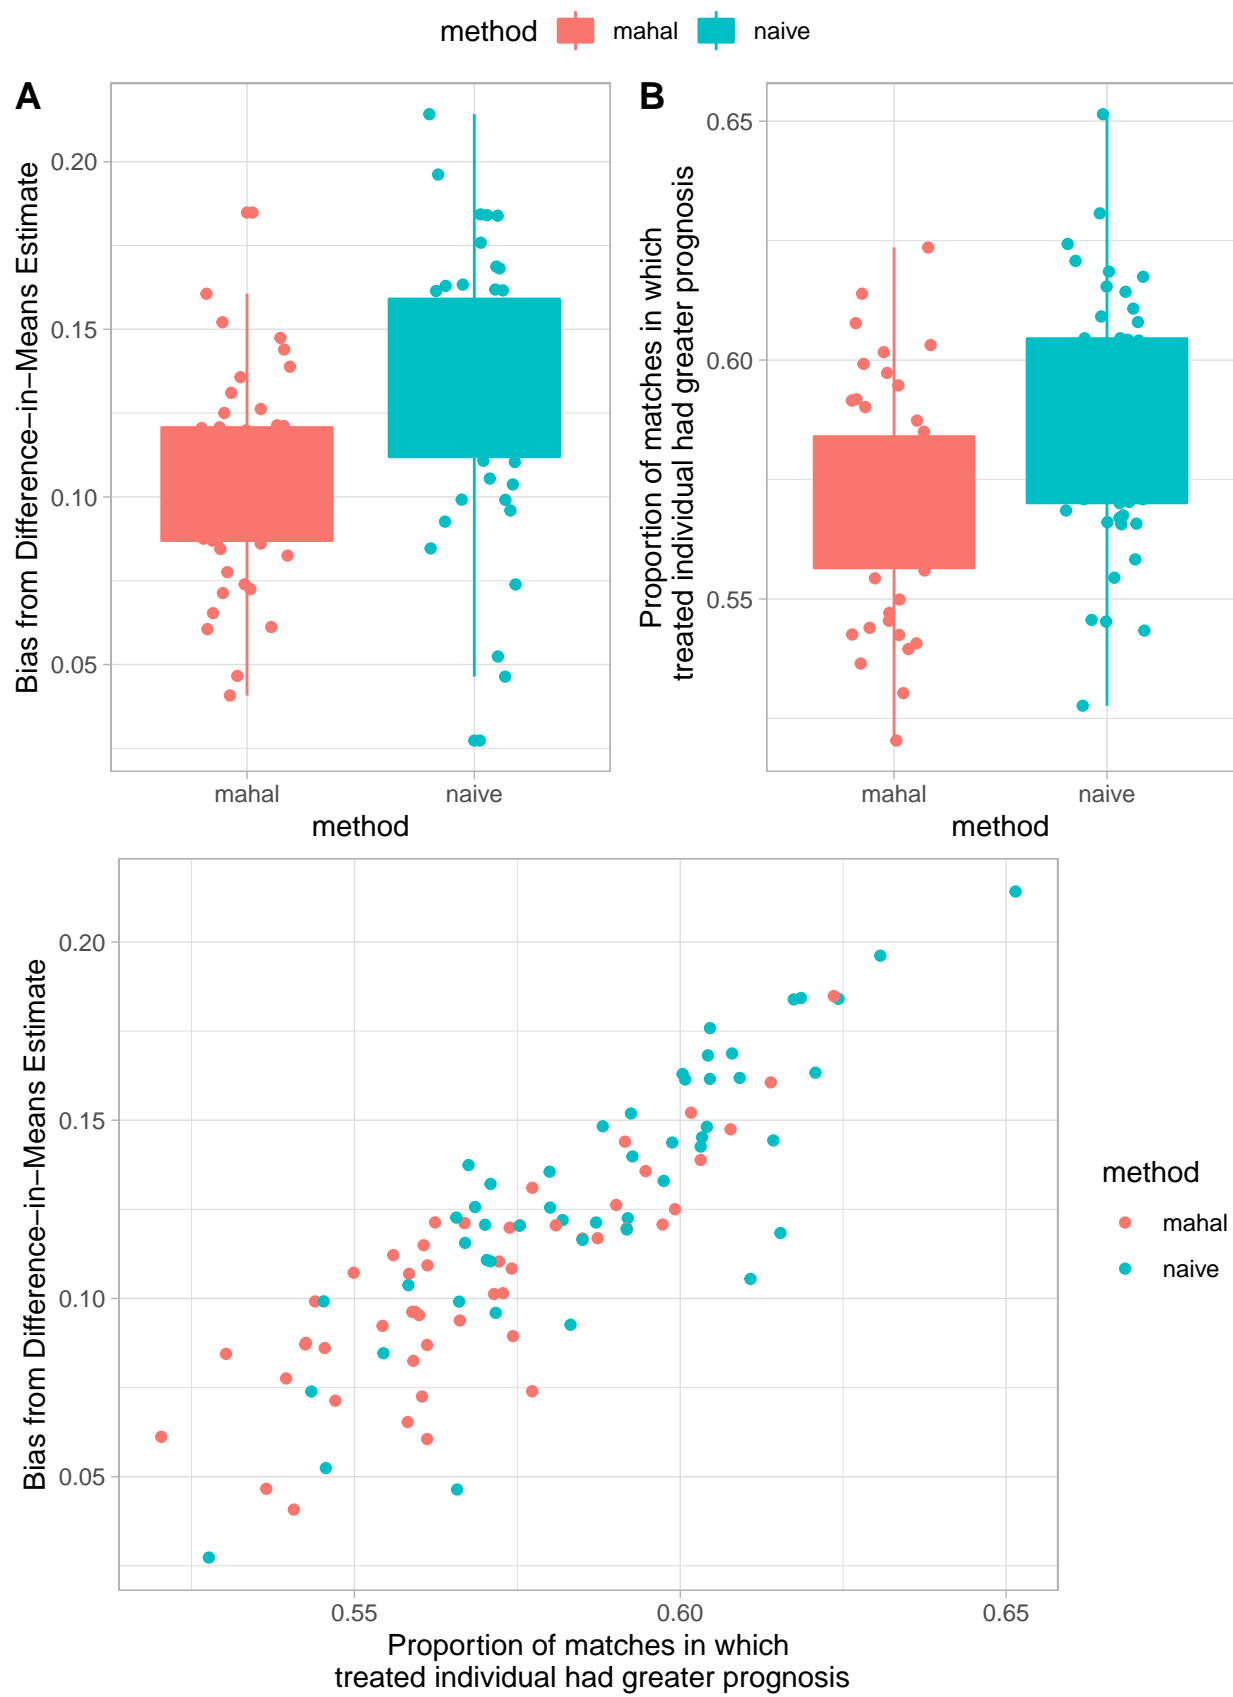 method mahal naive
A
Bias from Difference−in−Means Estimate
0.20
0.15
0.10
0.05
mahal naive
method
B
Proportion of matches in which
treated individual had greater prognosis
0.65
0.60
0.55
mahal naive
method
Bias from Difference−in−Means Estimate
0.20
0.15
0.10
0.05
0.55 0.60 0.65
Proportion of matches in which
treated individual had greater prognosis
method
mahal
naive